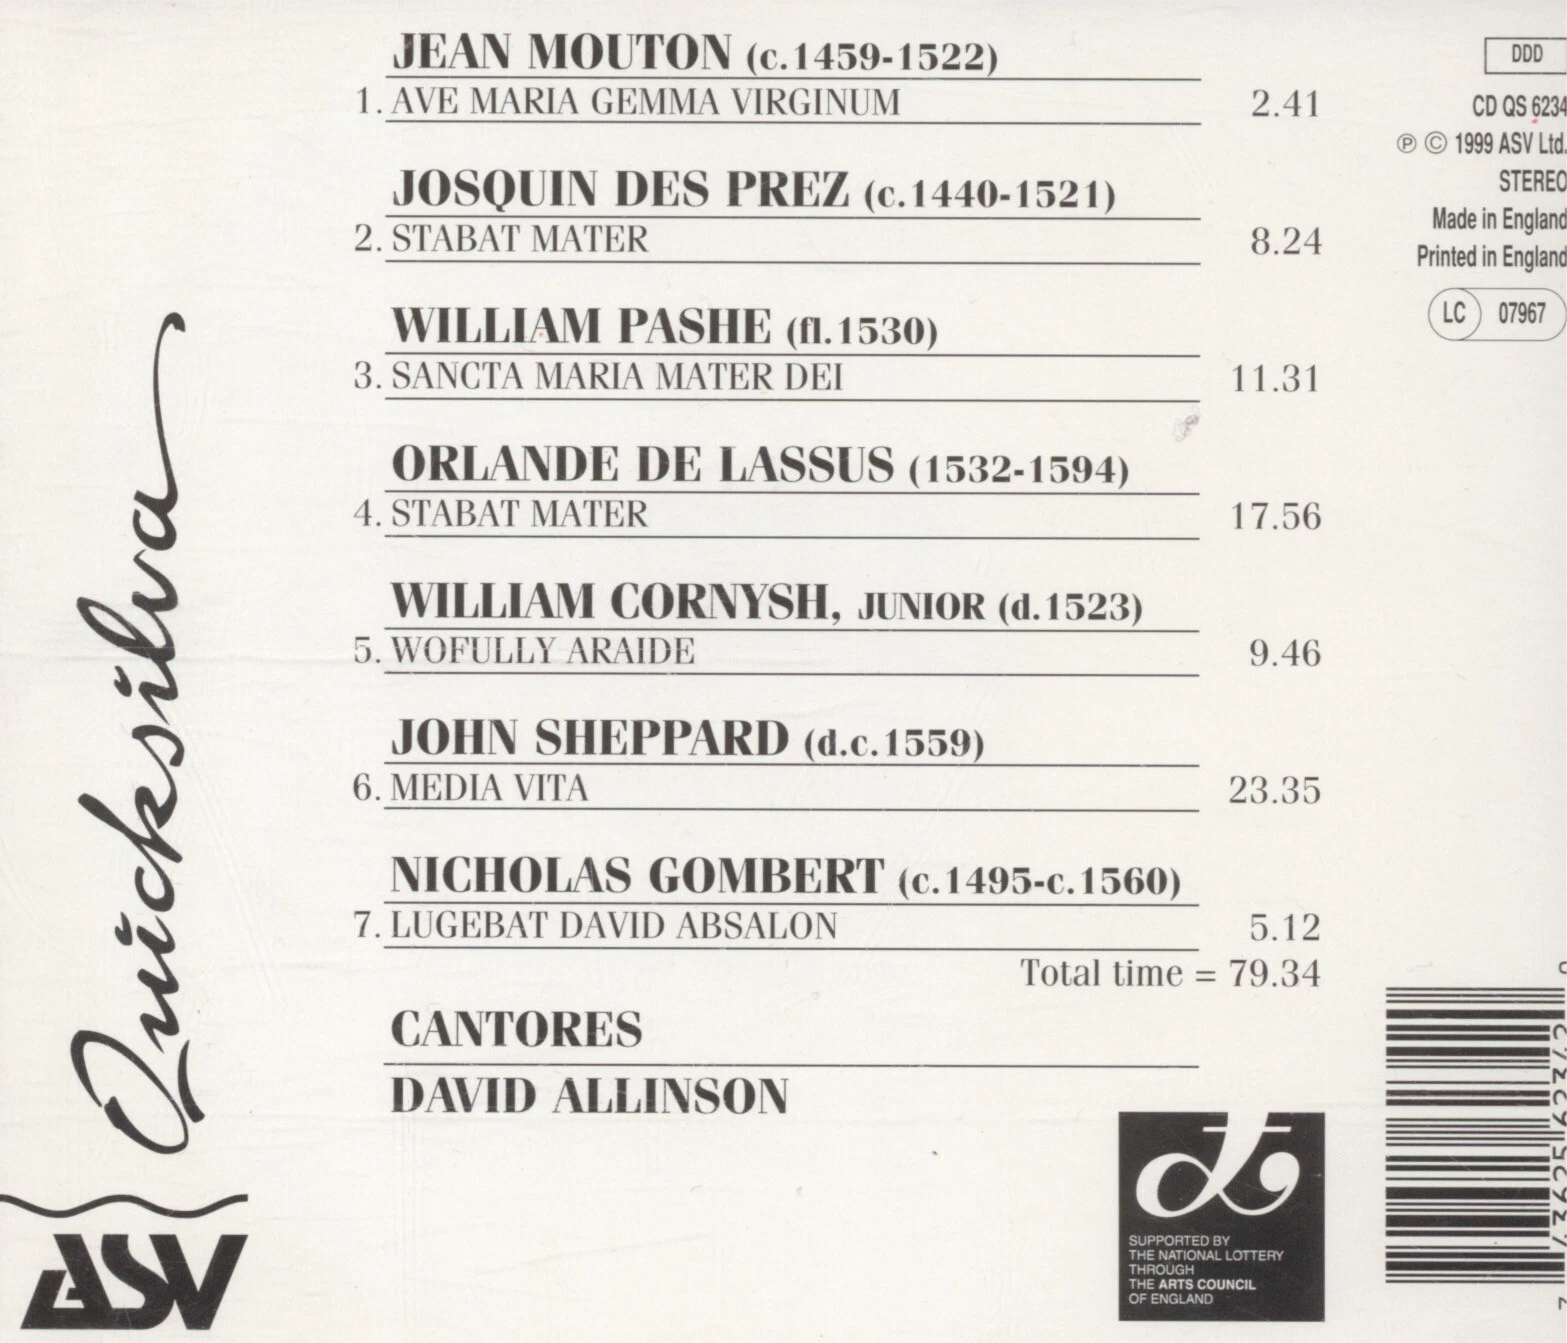 JEAN MOUTON (c.1459-1522)
1. AVE MARIA GEMMA VIRGINUM 2.41
JOSQUIN DES PREZ (c.1440-1521)
2. STABAT MATER 8.24
WILLIAM PASHE (fl.1530)
3. SANCTA MARIA MATER DEI 11.31
ORLANDE DE LASSUS (1532-1594)
4. STABAT MATER 17.56
WILLIAM CORNYSH, JUNIOR (d.1523)
5. WOFULLY ARAIDE 9.46
JOHN SHEPPARD (d.c.1559)
6. MEDIA VITA 23.35
NICHOLAS GOMBERT (c.1495-c.1560)
7. LUGEBAT DAVID ABSALON 5.12
Total time = 79.34
CANTORES
DAVID ALLINSON
DDD
CD QS 6234
℗ © 1999 ASV Ltd.
STEREO
Made in England
Printed in England
LC 07967
Quicksilva
ASV
SUPPORTED BY
THE NATIONAL LOTTERY
THROUGH
THE ARTS COUNCIL
OF ENGLAND